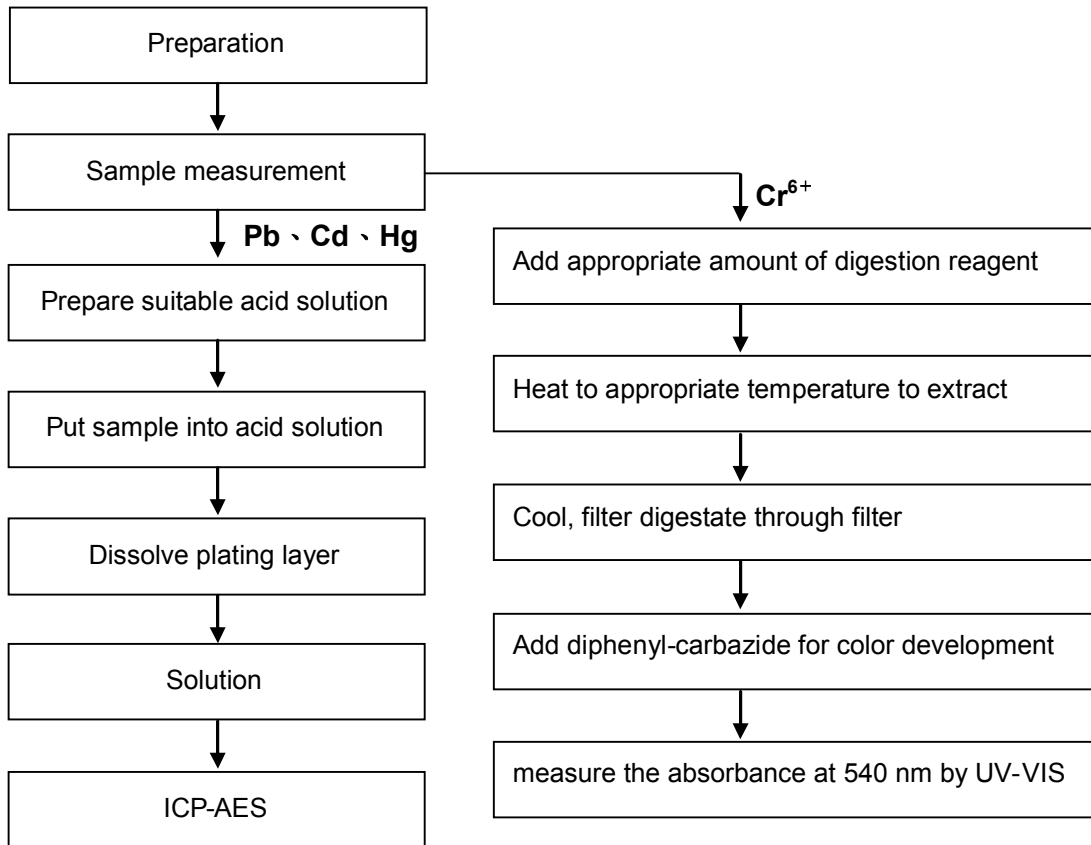 Preparation
Sample measurement
Pb、Cd、Hg
Prepare suitable acid solution
Put sample into acid solution
Dissolve plating layer
Solution
ICP-AES
Cr⁶⁺
Add appropriate amount of digestion reagent
Heat to appropriate temperature to extract
Cool, filter digestate through filter
Add diphenyl-carbazide for color development
measure the absorbance at 540 nm by UV-VIS